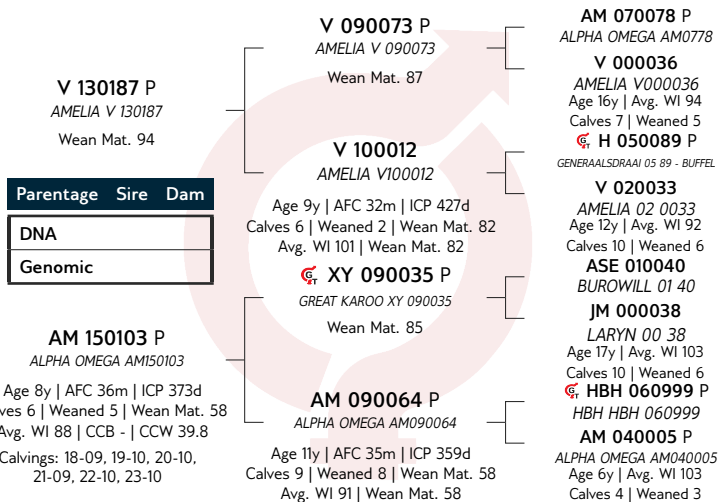 V 130187 P
AMELIA V 130187
Wean Mat. 94
Parentage Sire Dam
DNA
Genomic
AM 150103 P
ALPHA OMEGA AM150103
Age 8y | AFC 36m | ICP 373d
ves 6 | Weaned 5 | Wean Mat. 58
Avg. WI 88 | CCB - | CCW 39.8
Calvings: 18-09, 19-10, 20-10,
21-09, 22-10, 23-10
V 090073 P
AMELIA V 090073
Wean Mat. 87
V 100012
AMELIA V100012
Age 9y | AFC 32m | ICP 427d
Calves 6 | Weaned 2 | Wean Mat. 82
Avg. WI 101 | Wean Mat. 82
GT XY 090035 P
GREAT KAROO XY 090035
Wean Mat. 85
AM 090064 P
ALPHA OMEGA AM090064
Age 11y | AFC 35m | ICP 359d
Calves 9 | Weaned 8 | Wean Mat. 58
Avg. WI 91 | Wean Mat. 58
AM 070078 P
ALPHA OMEGA AM0778
V 000036
AMELIA V000036
Age 16y | Avg. WI 94
Calves 7 | Weaned 5
GT H 050089 P
GENERAALSDRAAI 05 89 - BUFFEL
V 020033
AMELIA 02 0033
Age 12y | Avg. WI 92
Calves 10 | Weaned 6
ASE 010040
BUROWILL 01 40
JM 000038
LARYN 00 38
Age 17y | Avg. WI 103
Calves 10 | Weaned 6
GT HBH 060999 P
HBH HBH 060999
AM 040005 P
ALPHA OMEGA AM040005
Age 6y | Avg. WI 103
Calves 4 | Weaned 3